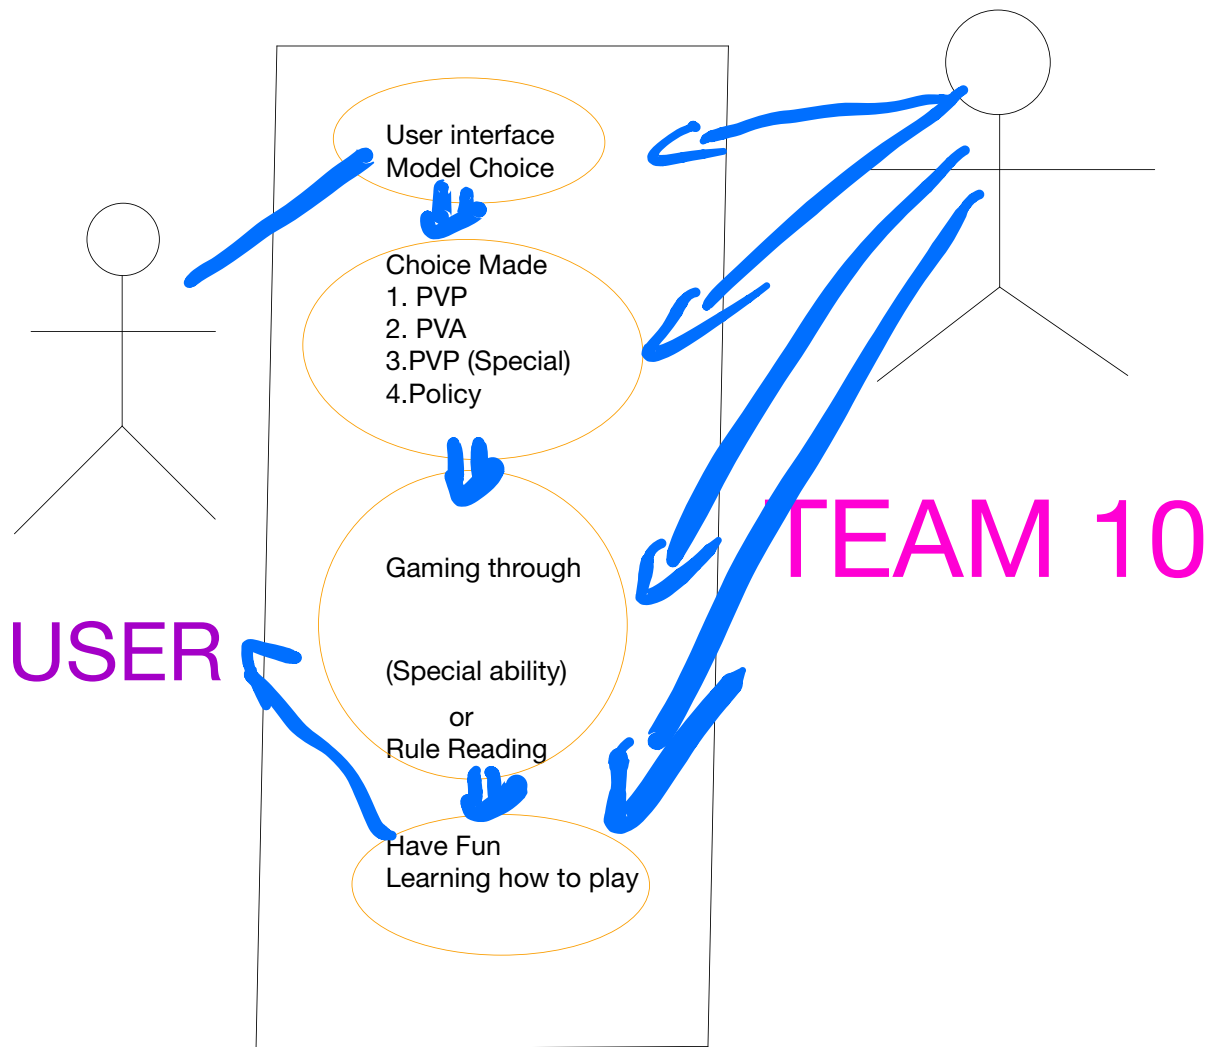 User interface
Model Choice
Choice Made
1. PVP
2. PVA
3.PVP (Special)
4.Policy
Gaming through
(Special ability)
or
Rule Reading
Have Fun
Learning how to play
USER
TEAM 10